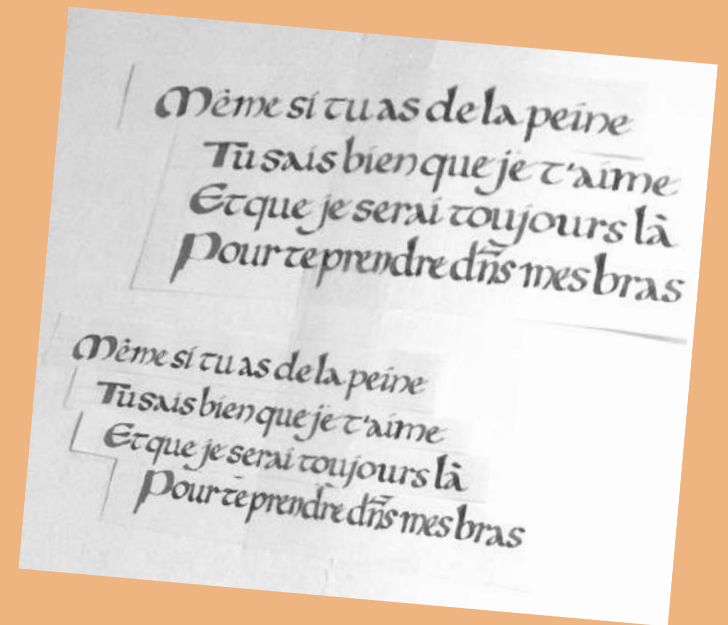 Même si tu as de la peine
Tu sais bien que je t'aime
Et que je serai toujours là
Pour te prendre dñs mes bras
Même si tu as de la peine
Tu sais bien que je t'aime
Et que je serai toujours là
Pour te prendre dñs mes bras